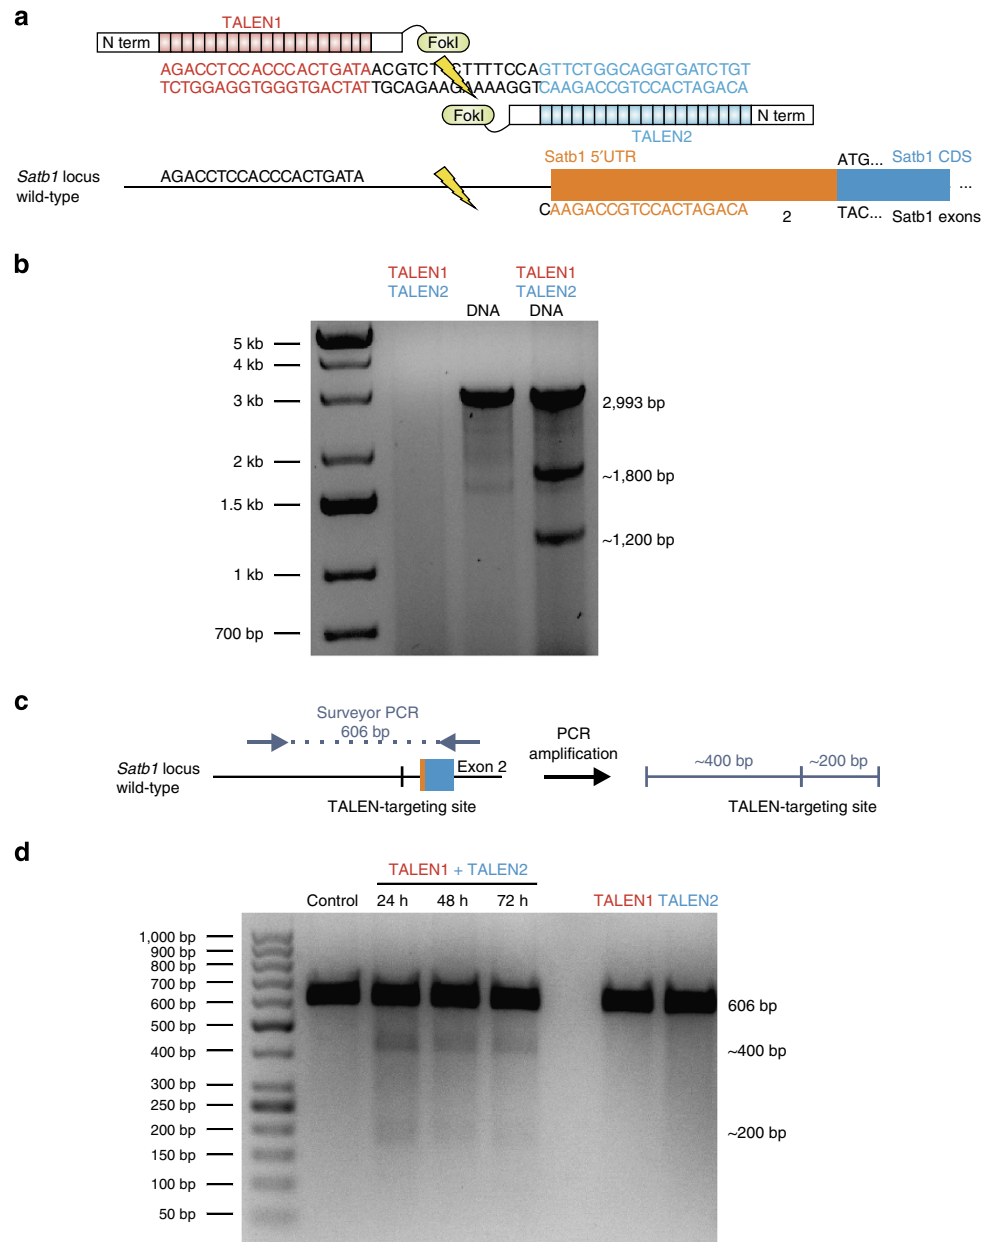 a
TALEN1
N term
FokI
AGACCTCCACCCACTGATAACGTCT CTTTTCCAGTTCTGGCAGGTGATCTGT
TCTGGAGGTGGGTGACTATTGCAGAAG AAAAGGTCAAGACCGTCCACTAGACA
FokI
N term
TALEN2
Satb1 5′UTR
ATG... Satb1 CDS
Satb1 locus
wild-type
AGACCTCCACCCACTGATA
...
CAAGACCGTCCACTAGACA
2
TAC... Satb1 exons
b
TALEN1
TALEN2
DNA
TALEN1
TALEN2
DNA
5 kb
4 kb
3 kb
2 kb
1.5 kb
1 kb
700 bp
2,993 bp
~1,800 bp
~1,200 bp
c
Surveyor PCR
606 bp
Satb1 locus
wild-type
Exon 2
TALEN-targeting site
PCR
amplification
~400 bp
~200 bp
TALEN-targeting site
d
TALEN1 + TALEN2
Control 24 h 48 h 72 h TALEN1 TALEN2
1,000 bp
900 bp
800 bp
700 bp
600 bp
500 bp
400 bp
300 bp
250 bp
200 bp
150 bp
100 bp
50 bp
606 bp
~400 bp
~200 bp